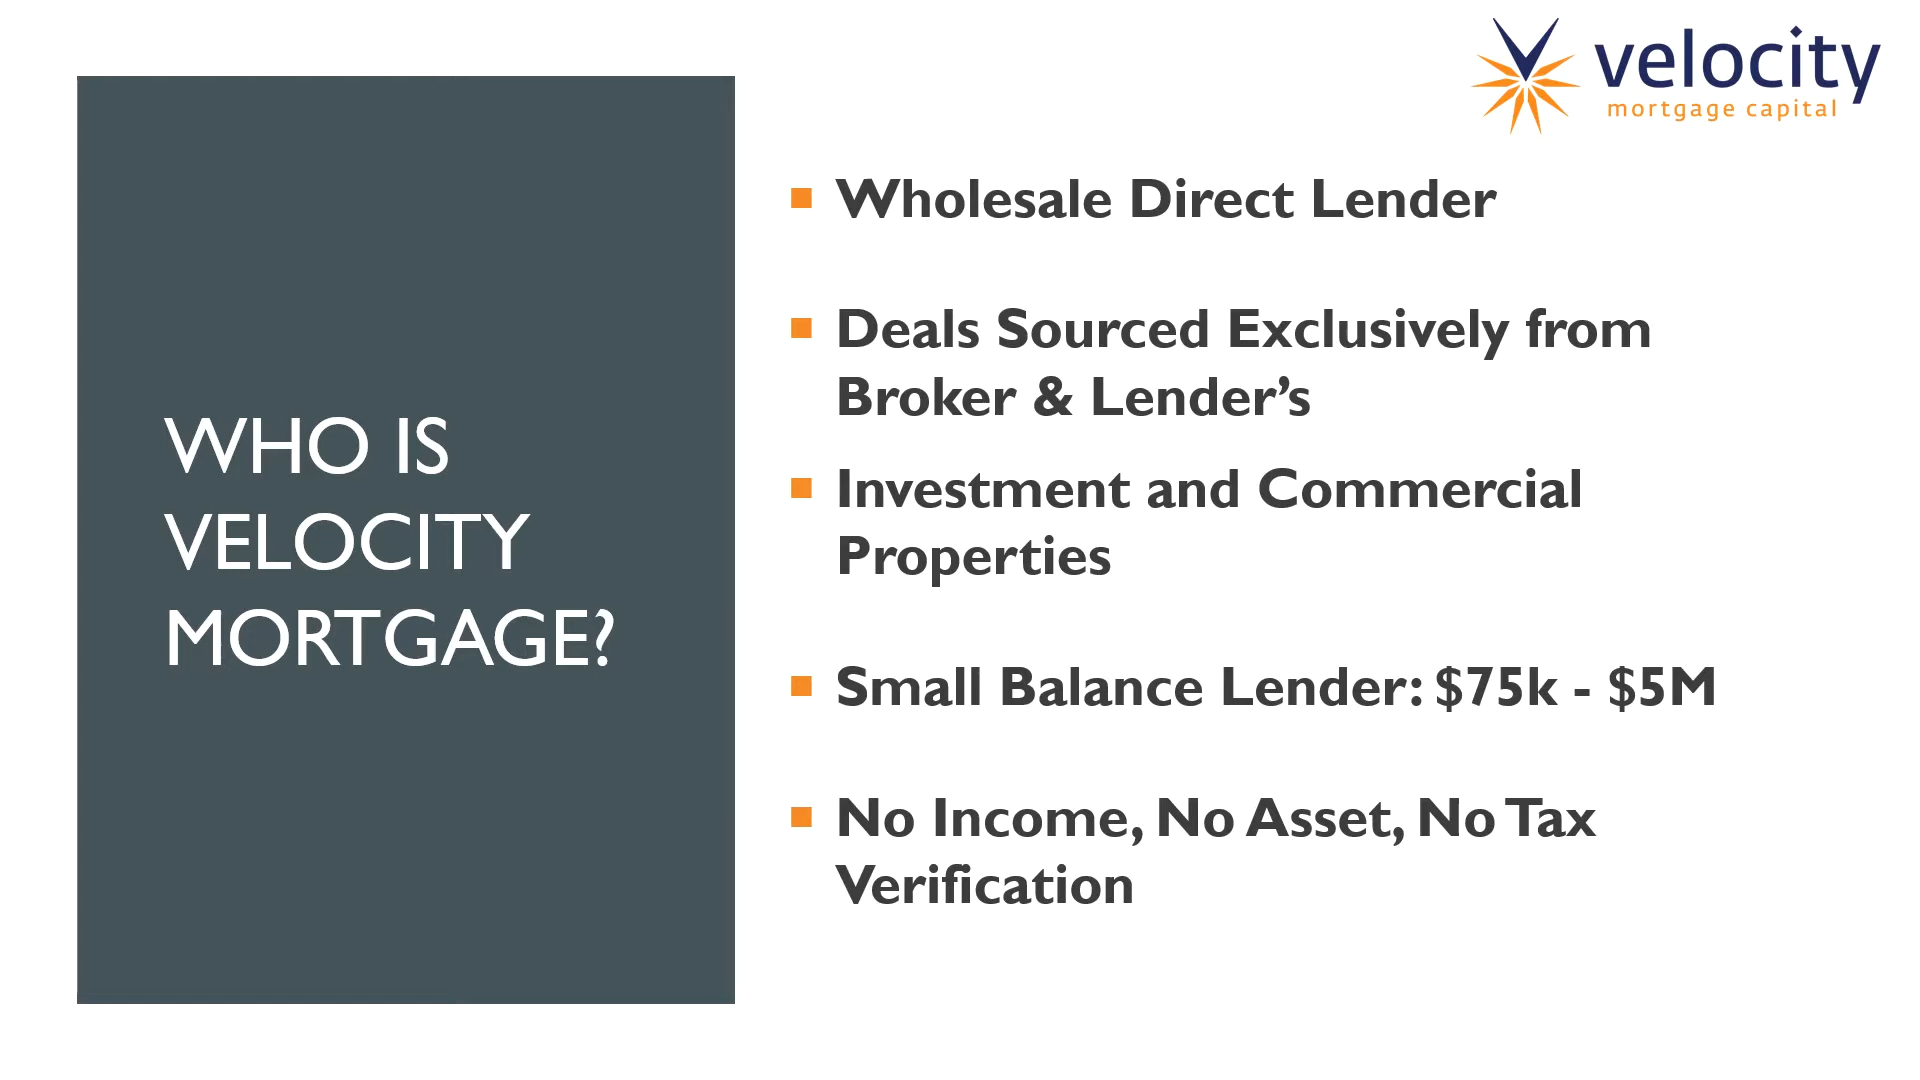 velocity
mortgage capital
WHO IS
VELOCITY
MORTGAGE?
Wholesale Direct Lender
Deals Sourced Exclusively from
Broker & Lender’s
Investment and Commercial
Properties
Small Balance Lender: $75k - $5M
No Income, No Asset, No Tax
Verification